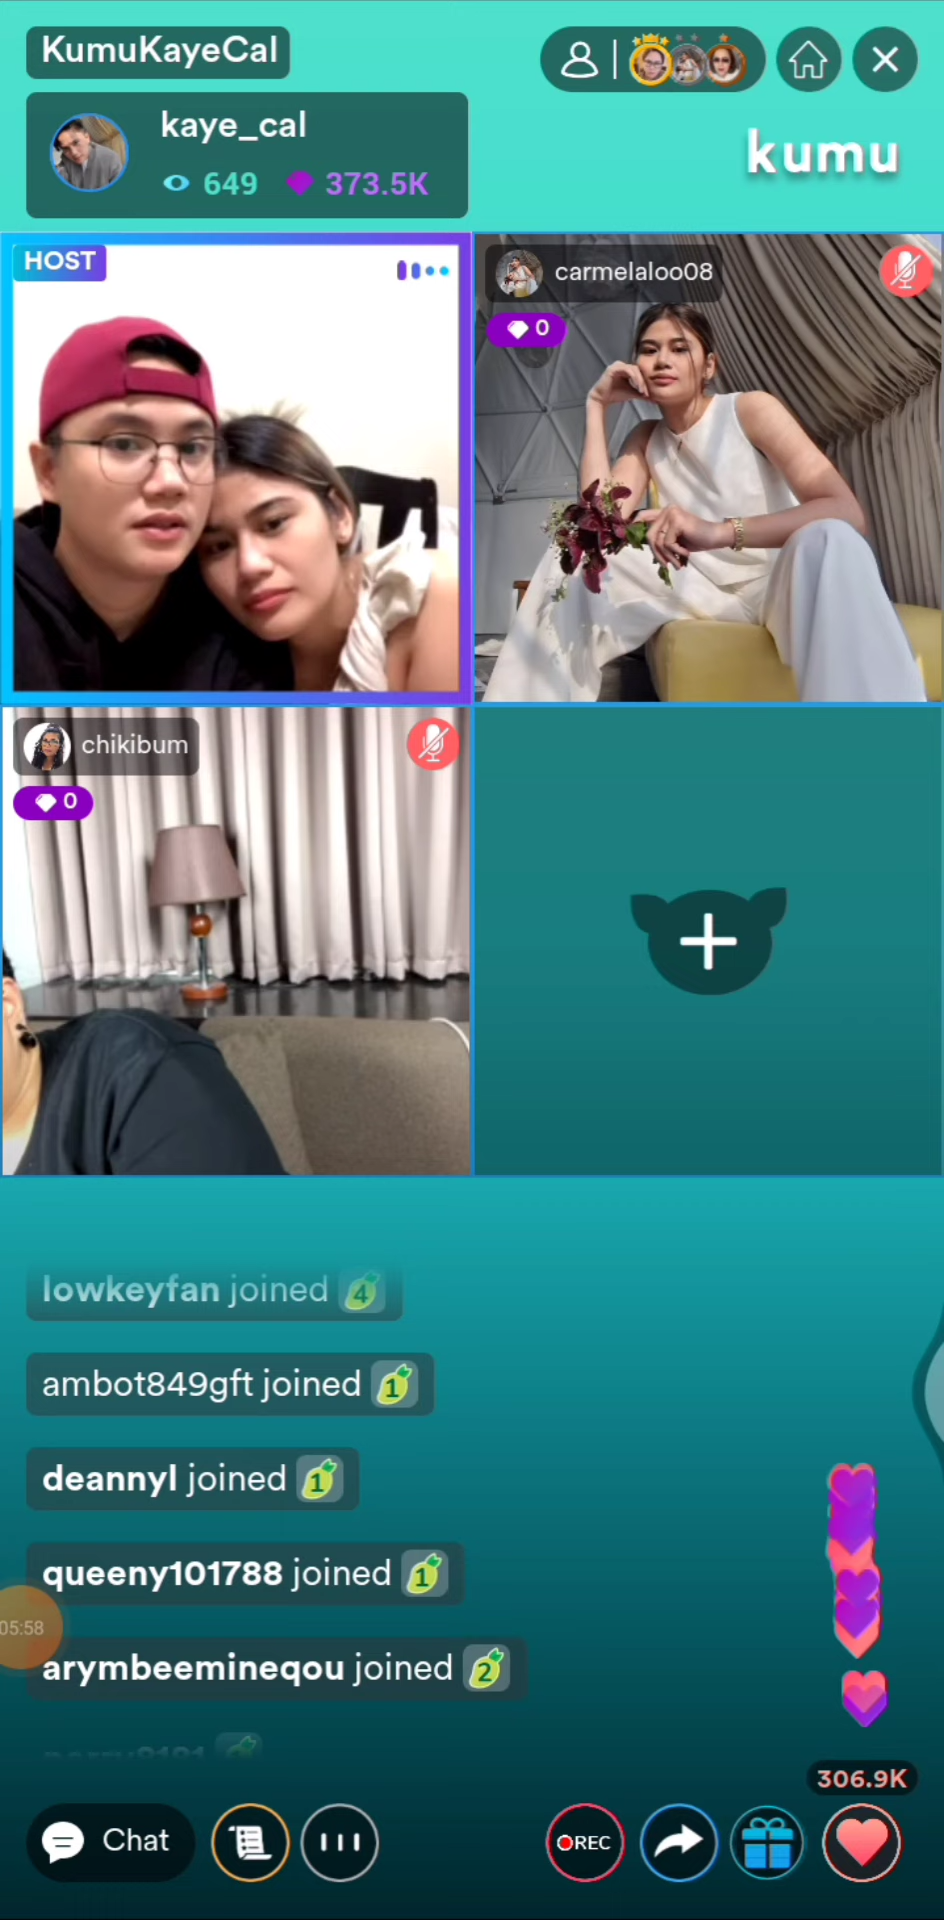 KumuKayeCal
kaye_cal
649 373.5K
kumu
HOST
carmelaloo08
0
chikibum
0
lowkeyfan joined 4
ambot849gft joined 1
deannyl joined 1
queeny101788 joined 1
05:58
arymbeemineqou joined 2
306.9K
Chat
REC